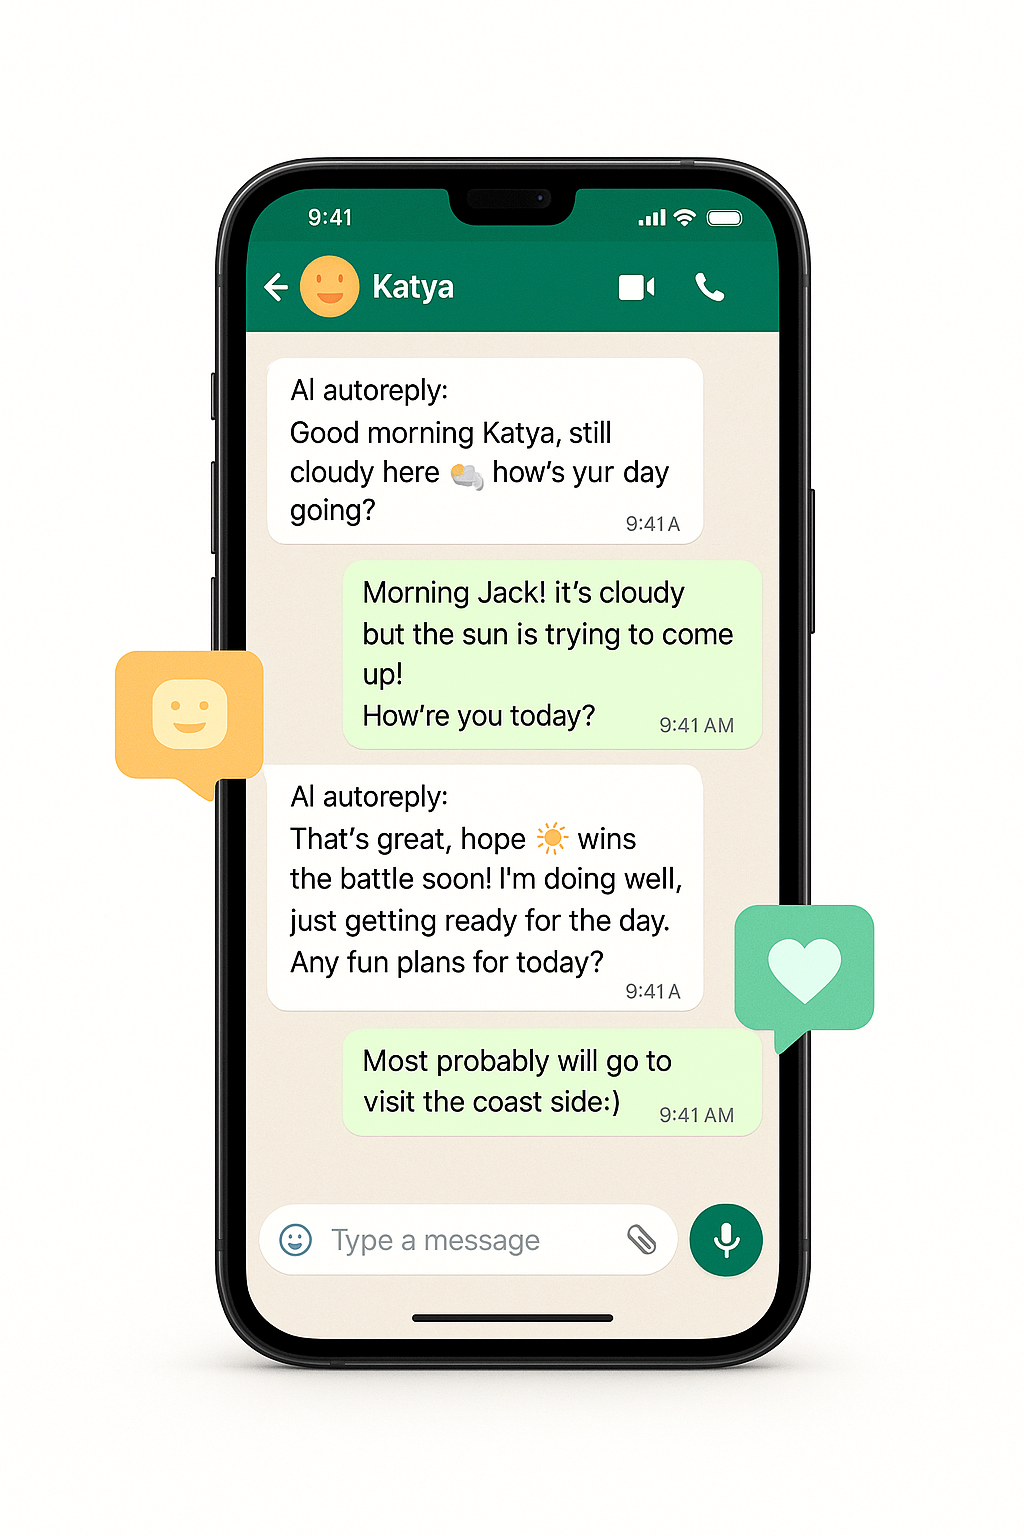 9:41
Katya
AI autoreply:
Good morning Katya, still
cloudy here 🌥️ how's yur day
going?
9:41 A
Morning Jack! it's cloudy
but the sun is trying to come
up!
How're you today?
9:41 AM
AI autoreply:
That's great, hope ☀️ wins
the battle soon! I'm doing well,
just getting ready for the day.
Any fun plans for today?
9:41 A
Most probably will go to
visit the coast side:)
9:41 AM
Type a message